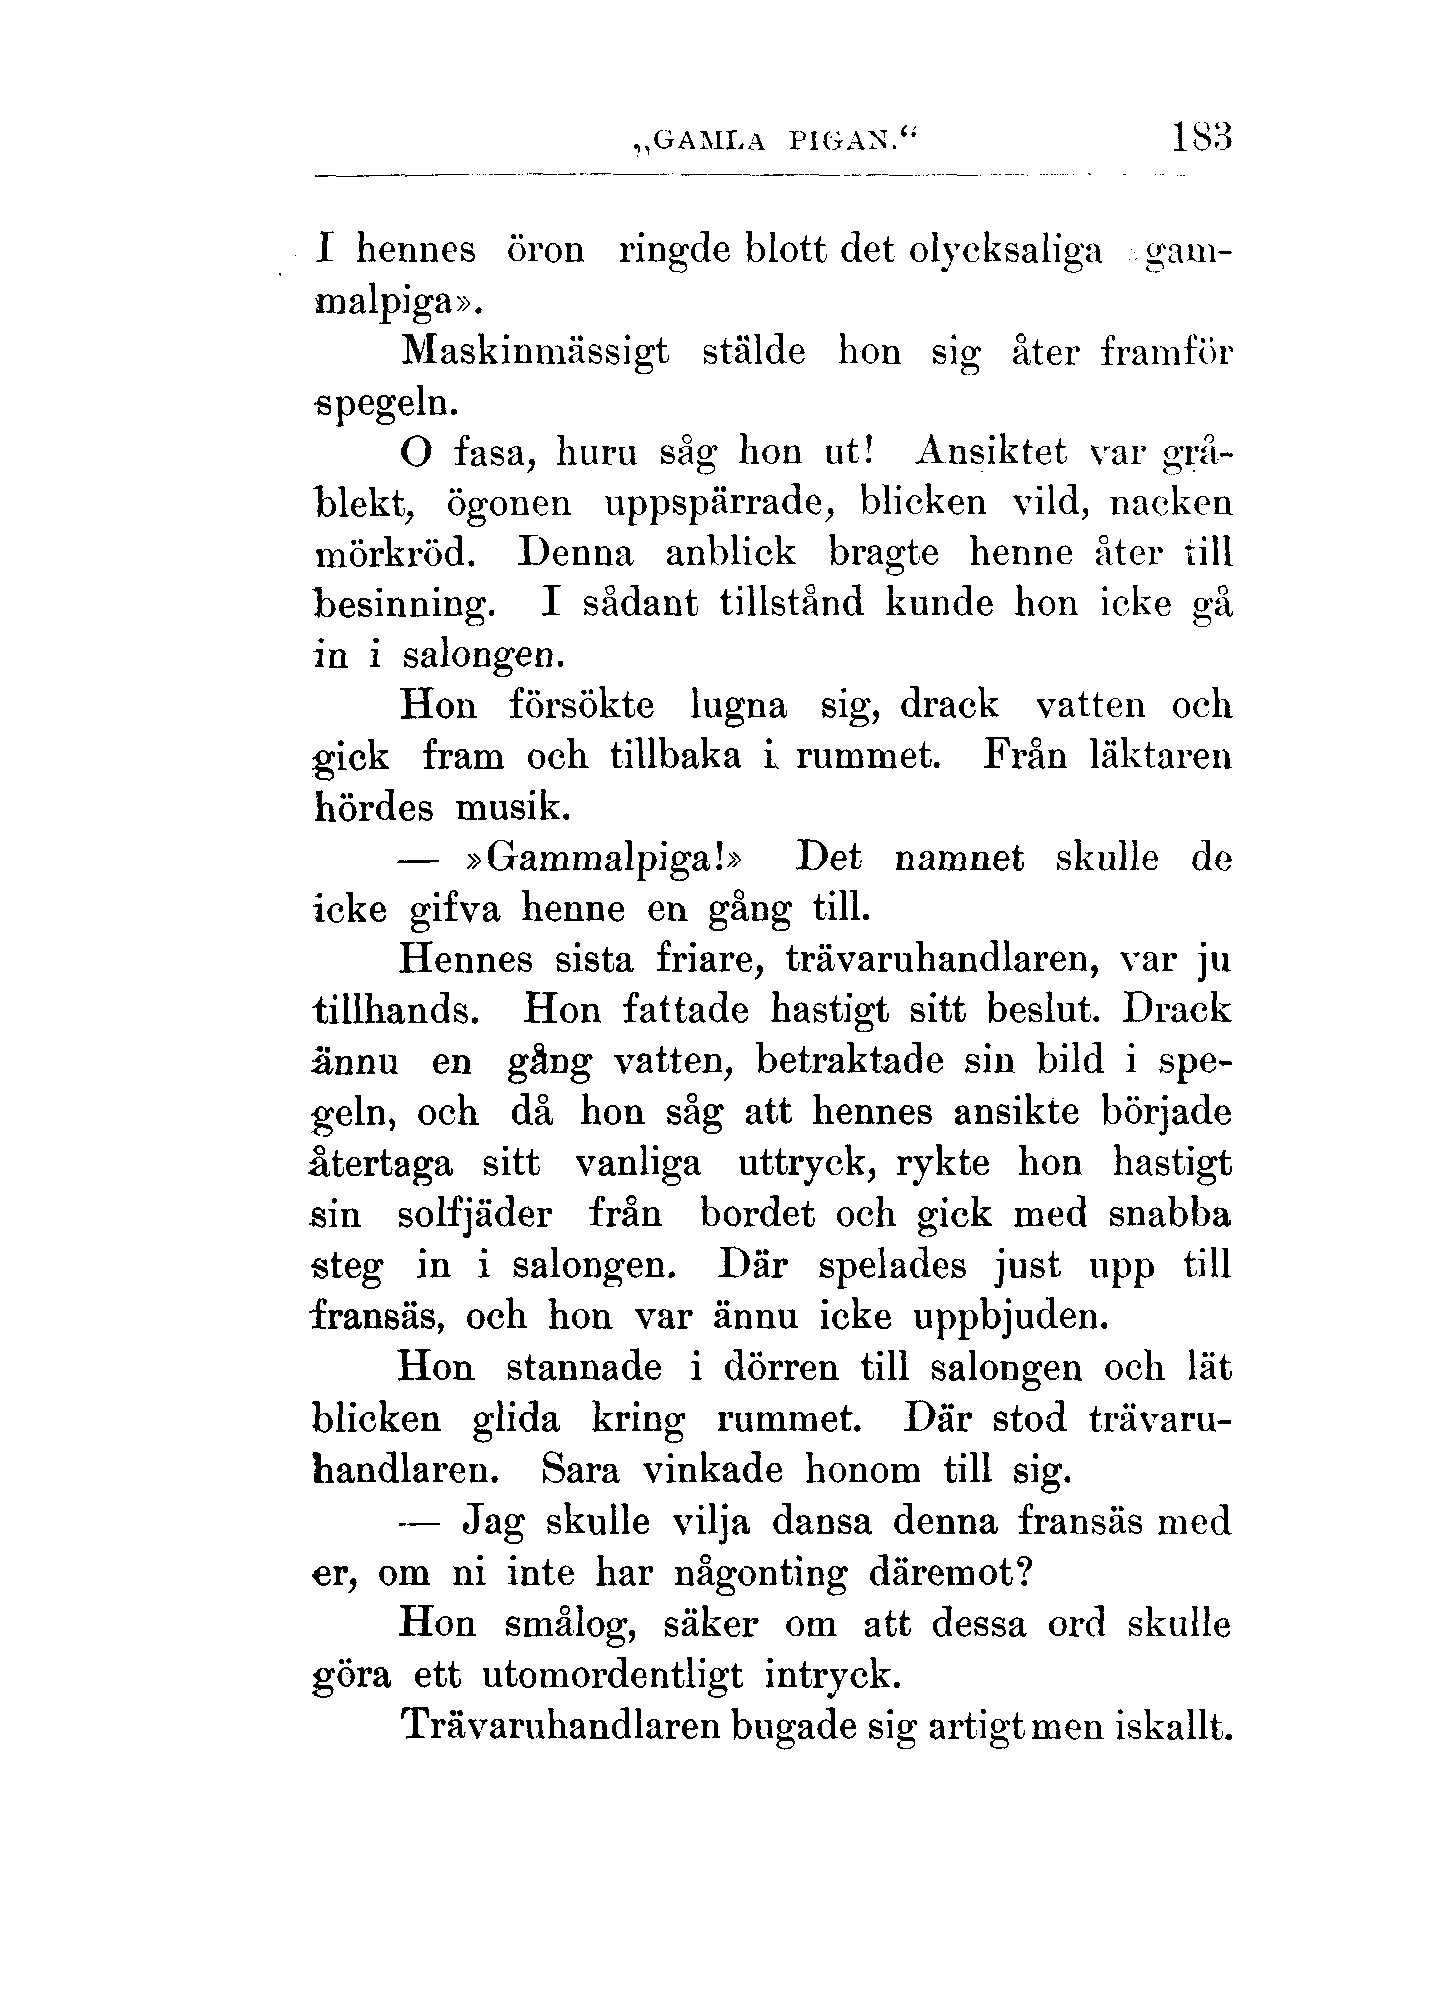 „GAMLA PIGAN.“ 183
I hennes öron ringde blott det olycksaliga »gam-
malpiga».
Maskinmässigt stälde hon sig åter framför
spegeln.
O fasa, huru såg hon ut! Ansiktet var grå-
blekt, ögonen uppspärrade, blicken vild, nacken
mörkröd. Denna anblick bragte henne åter till
besinning. I sådant tillstånd kunde hon icke gå
in i salongen.
Hon försökte lugna sig, drack vatten och
gick fram och tillbaka i rummet. Från läktaren
hördes musik.
— »Gammalpiga!» Det namnet skulle de
icke gifva henne en gång till.
Hennes sista friare, trävaruhandlaren, var ju
tillhands. Hon fattade hastigt sitt beslut. Drack
ännu en gång vatten, betraktade sin bild i spe-
geln, och då hon såg att hennes ansikte började
återtaga sitt vanliga uttryck, rykte hon hastigt
sin solfjäder från bordet och gick med snabba
steg in i salongen. Där spelades just upp till
fransäs, och hon var ännu icke uppbjuden.
Hon stannade i dörren till salongen och lät
blicken glida kring rummet. Där stod trävaru-
handlaren. Sara vinkade honom till sig.
— Jag skulle vilja dansa denna fransäs med
er, om ni inte har någonting däremot?
Hon smålog, säker om att dessa ord skulle
göra ett utomordentligt intryck.
Trävaruhandlaren bugade sig artigt men iskallt.